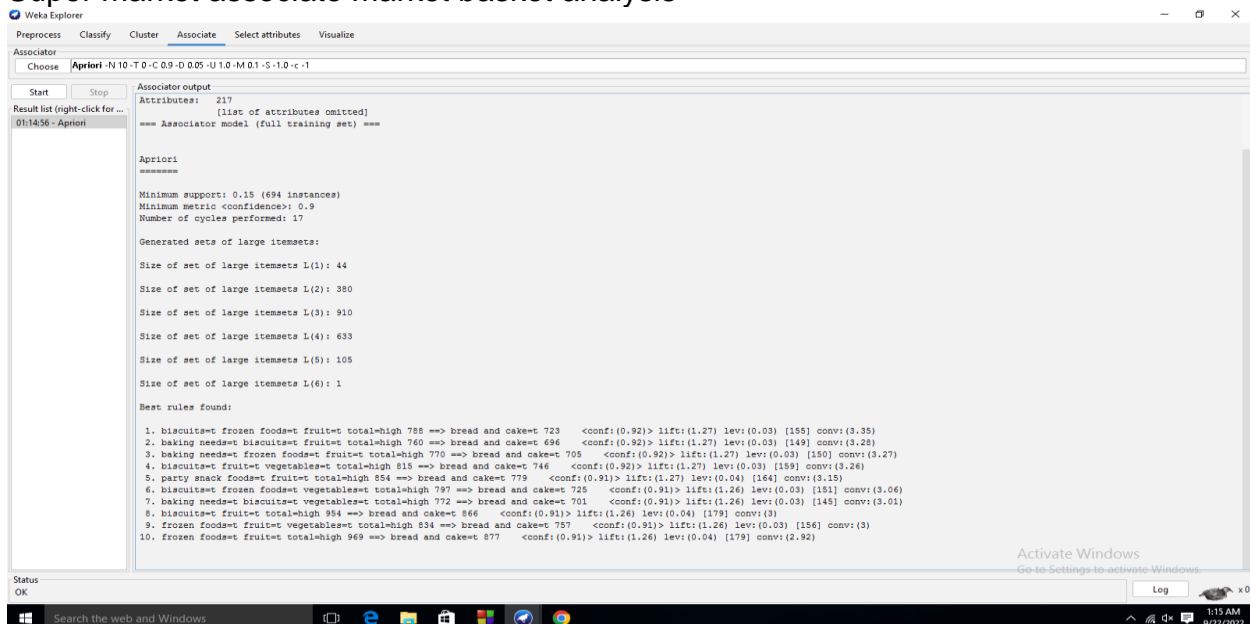 Super market associate market basket analysis
Weka Explorer
Preprocess Classify Cluster Associate Select attributes Visualize
Associator
Choose Apriori -N 10 -T 0 -C 0.9 -D 0.05 -U 1.0 -M 0.1 -S -1.0 -c -1
Start Stop
Result list (right-click for ...
01:14:56 - Apriori
Associator output
Attributes: 217
[list of attributes omitted]
=== Associator model (full training set) ===
Apriori
=======
Minimum support: 0.15 (694 instances)
Minimum metric <confidence>: 0.9
Number of cycles performed: 17
Generated sets of large itemsets:
Size of set of large itemsets L(1): 44
Size of set of large itemsets L(2): 380
Size of set of large itemsets L(3): 910
Size of set of large itemsets L(4): 633
Size of set of large itemsets L(5): 105
Size of set of large itemsets L(6): 1
Best rules found:
1. biscuits=t frozen foods=t fruit=t total=high 788 ==> bread and cake=t 723 <conf:(0.92)> lift:(1.27) lev:(0.03) [155] conv:(3.35)
2. baking needs=t biscuits=t fruit=t total=high 760 ==> bread and cake=t 696 <conf:(0.92)> lift:(1.27) lev:(0.03) [149] conv:(3.28)
3. baking needs=t frozen foods=t fruit=t total=high 770 ==> bread and cake=t 705 <conf:(0.92)> lift:(1.27) lev:(0.03) [150] conv:(3.27)
4. biscuits=t fruit=t vegetables=t total=high 815 ==> bread and cake=t 746 <conf:(0.92)> lift:(1.27) lev:(0.03) [159] conv:(3.26)
5. party snack foods=t fruit=t total=high 854 ==> bread and cake=t 779 <conf:(0.91)> lift:(1.27) lev:(0.04) [164] conv:(3.15)
6. biscuits=t frozen foods=t vegetables=t total=high 797 ==> bread and cake=t 725 <conf:(0.91)> lift:(1.26) lev:(0.03) [151] conv:(3.06)
7. baking needs=t biscuits=t vegetables=t total=high 772 ==> bread and cake=t 701 <conf:(0.91)> lift:(1.26) lev:(0.03) [145] conv:(3.01)
8. biscuits=t fruit=t total=high 954 ==> bread and cake=t 866 <conf:(0.91)> lift:(1.26) lev:(0.04) [179] conv:(3)
9. frozen foods=t fruit=t vegetables=t total=high 834 ==> bread and cake=t 757 <conf:(0.91)> lift:(1.26) lev:(0.03) [156] conv:(3)
10. frozen foods=t fruit=t total=high 969 ==> bread and cake=t 877 <conf:(0.91)> lift:(1.26) lev:(0.04) [179] conv:(2.92)
Activate Windows
Go to Settings to activate Windows.
Status
OK
Log
x 0
Search the web and Windows
1:15 AM
9/22/2022